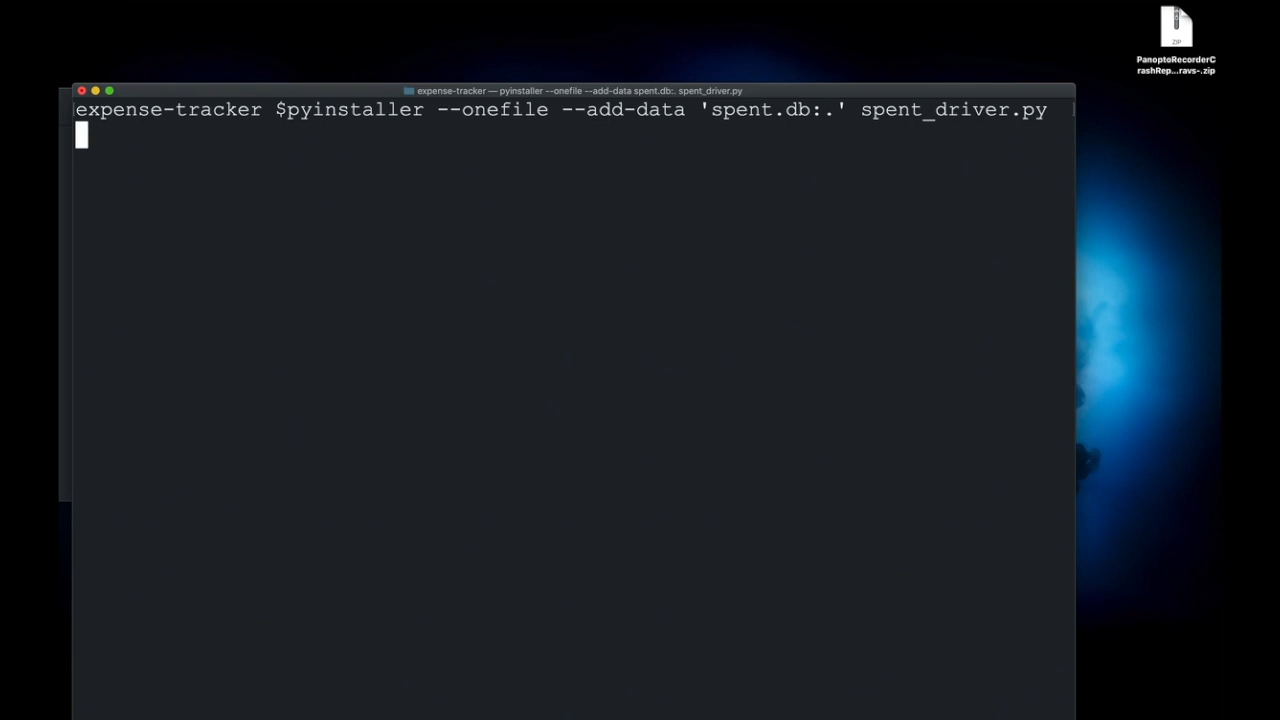 ZIP
PanoptoRecorderC
rashRep...ravs-.zip
expense-tracker — pyinstaller --onefile --add-data spent.db:. spent_driver.py
expense-tracker $pyinstaller --onefile --add-data 'spent.db:.' spent_driver.py